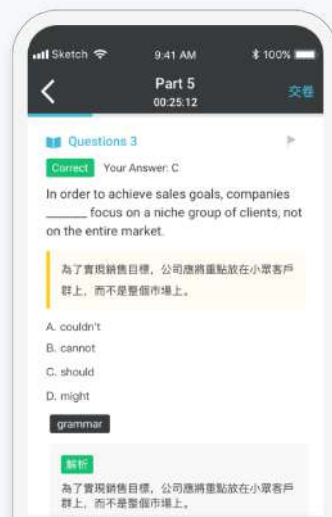 Sketch 9:41 AM 100%
Part 5
00:25:12 交卷
Questions 3
Correct Your Answer: C
In order to achieve sales goals, companies
_______ focus on a niche group of clients, not
on the entire market.
為了實現銷售目標，公司應將重點放在小眾客戶
群上，而不是整個市場上。
A. couldn't
B. cannot
C. should
D. might
grammar
解析
為了實現銷售目標，公司應將重點放在小眾客戶
群上，而不是整個市場上。